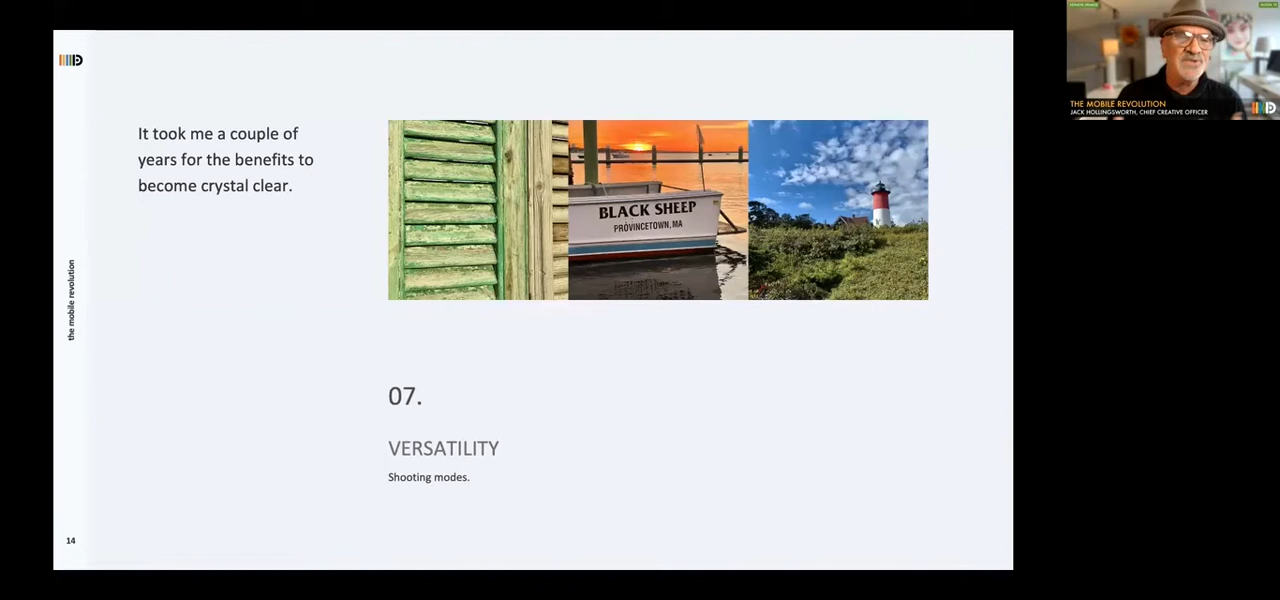 It took me a couple of
years for the benefits to
become crystal clear.
BLACK SHEEP
PROVINCETOWN, MA
07.
VERSATILITY
Shooting modes.
the mobile revolution
14
THE MOBILE REVOLUTION
JACK HOLLINGSWORTH, CHIEF CREATIVE OFFICER